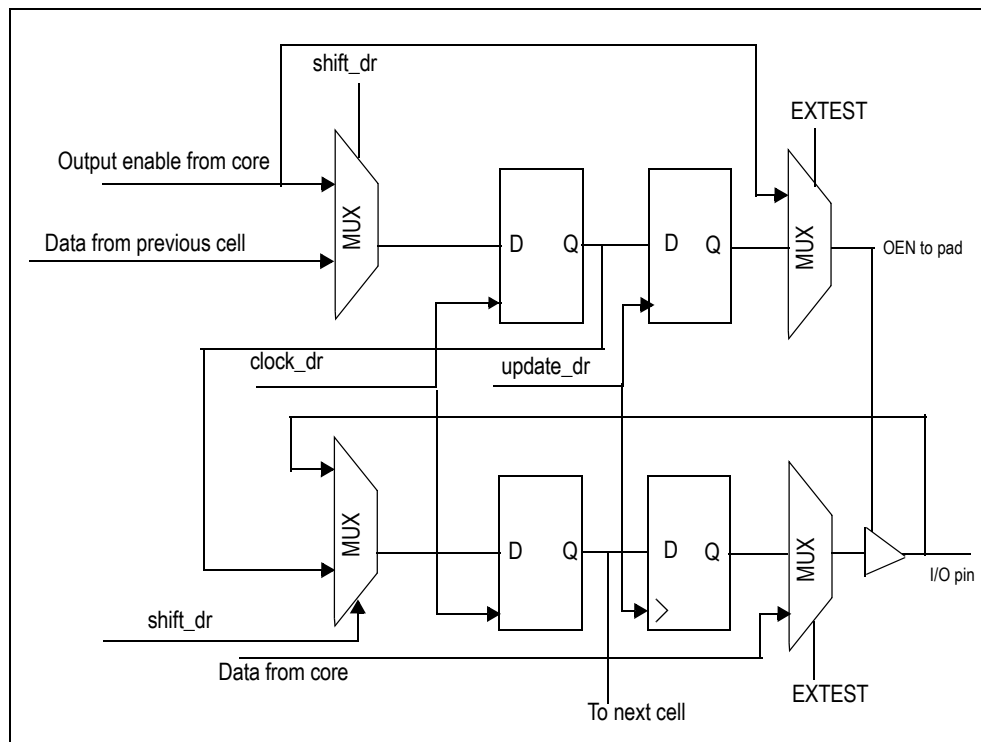 shift_dr
EXTEST
Output enable from core
MUX
D
Q
D
Q
MUX
Data from previous cell
OEN to pad
clock_dr
update_dr
MUX
D
Q
D
Q
MUX
I/O pin
shift_dr
Data from core
EXTEST
To next cell